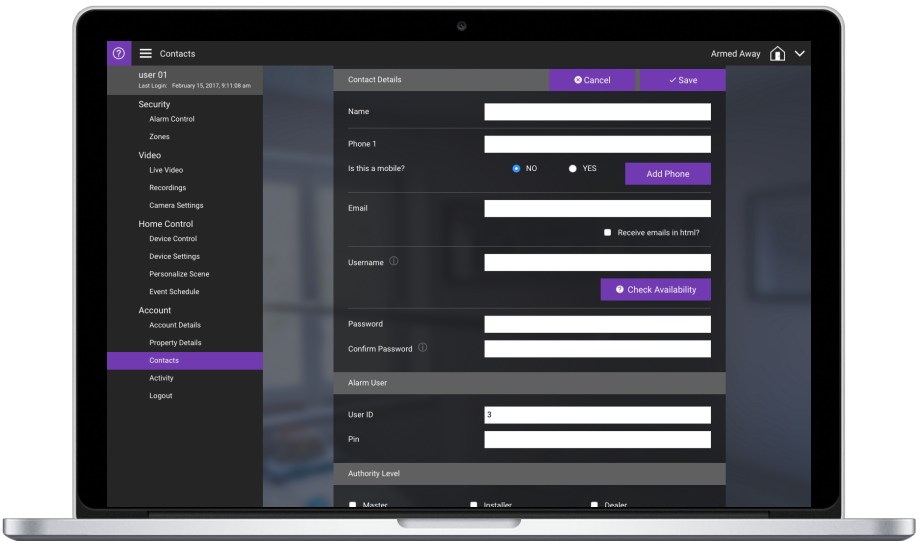 Contacts
Armed Away
user 01
Last Login: February 15, 2017, 9:11:08 am
Security
Alarm Control
Zones
Video
Live Video
Recordings
Camera Settings
Home Control
Device Control
Device Settings
Personalize Scene
Event Schedule
Account
Account Details
Property Details
Contacts
Activity
Logout
Contact Details
Cancel
Save
Name
Phone 1
Is this a mobile?
NO
YES
Add Phone
Email
Receive emails in html?
Username
Check Availability
Password
Confirm Password
Alarm User
User ID
3
Pin
Authority Level
Master
Installer
Dealer